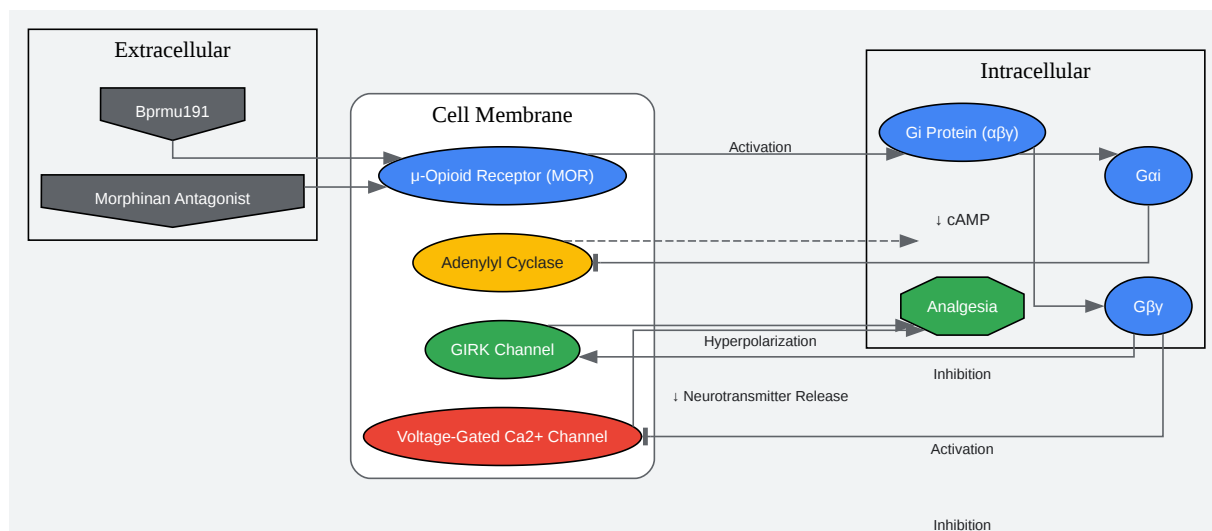 Extracellular
Bprmu191
Morphinan Antagonist
Cell Membrane
μ-Opioid Receptor (MOR)
Adenylyl Cyclase
GIRK Channel
Voltage-Gated Ca2+ Channel
Activation
Intracellular
Gi Protein (αβγ)
Gαi
↓ cAMP
Analgesia
Gβγ
Hyperpolarization
Inhibition
↓ Neurotransmitter Release
Activation
Inhibition